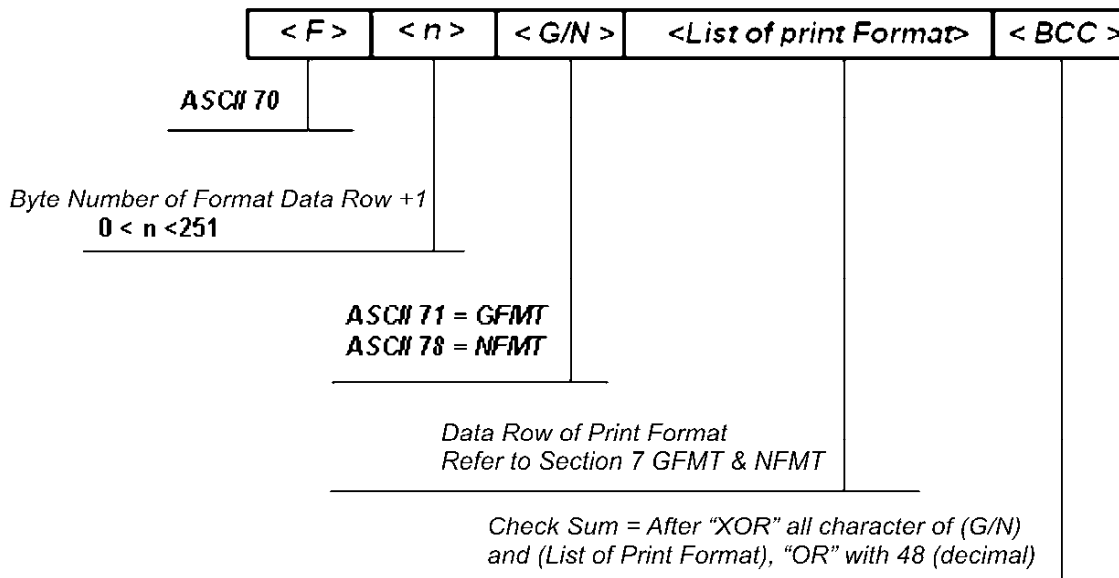 < F > < n > < G/N > <List of print Format> < BCC >
ASCII 70
Byte Number of Format Data Row +1
0 < n <251
ASCII 71 = GFMT
ASCII 78 = NFMT
Data Row of Print Format
Refer to Section 7 GFMT & NFMT
Check Sum = After “XOR” all character of (G/N)
and (List of Print Format), “OR” with 48 (decimal)